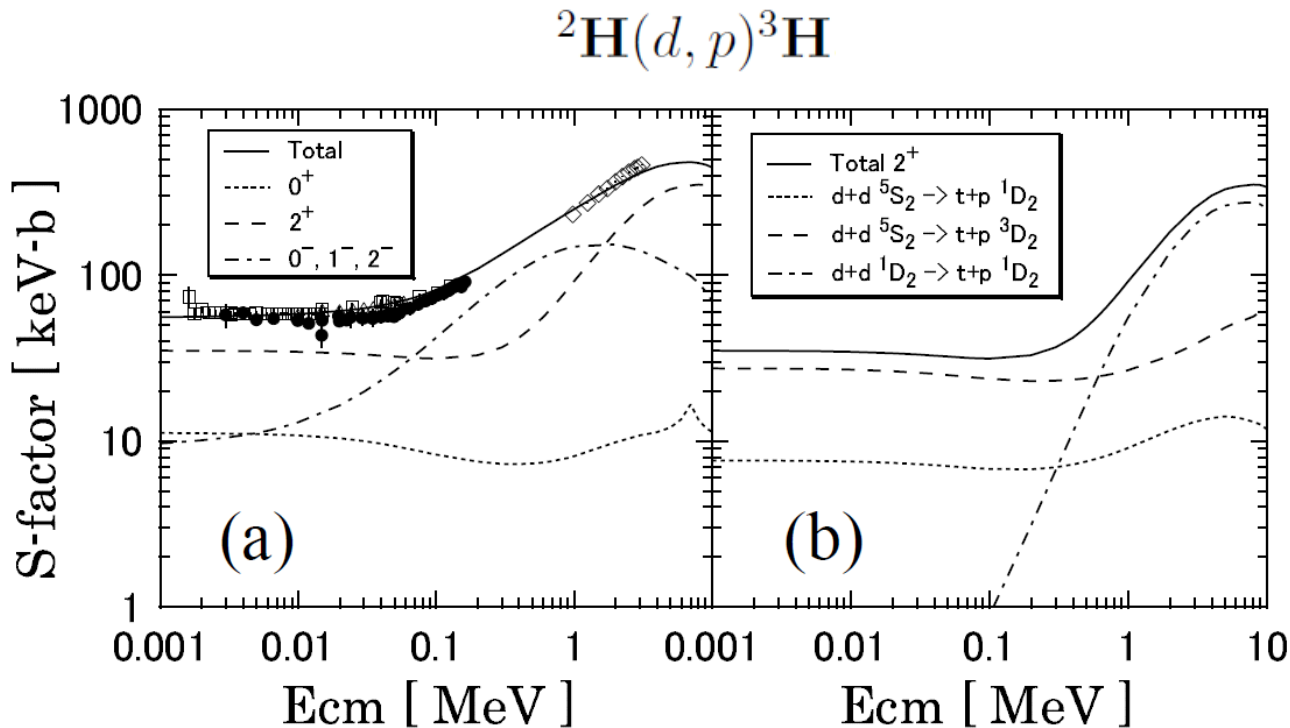 ²H(d, p)³H
S-factor [ keV-b ]
1000
100
10
1
Total
0⁺
2⁺
0⁻, 1⁻, 2⁻
(a)
0.001
0.01
0.1
1
Ecm [ MeV ]
Total 2⁺
d+d ⁵S₂ -> t+p ¹D₂
d+d ⁵S₂ -> t+p ³D₂
d+d ¹D₂ -> t+p ¹D₂
(b)
0.001
0.01
0.1
1
10
Ecm [ MeV ]